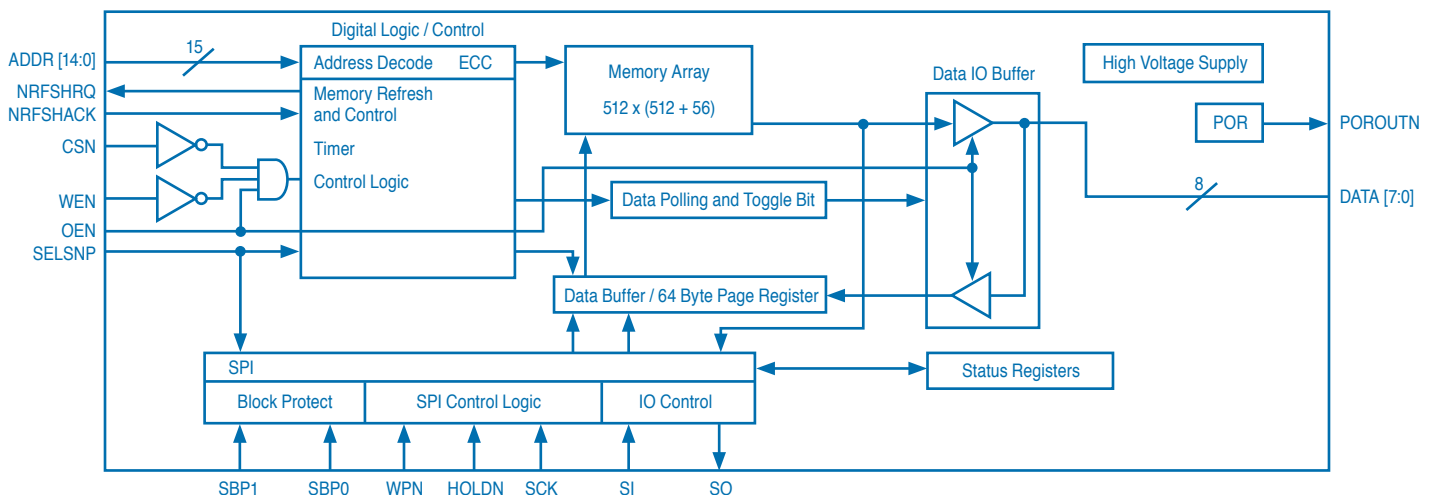 Digital Logic / Control
ADDR [14:0]
15
Address Decode ECC
NRFSHRQ
NRFSHACK
Memory Refresh
and Control
CSN
Timer
WEN
Control Logic
OEN
SELSNP
Memory Array
512 x (512 + 56)
Data IO Buffer
High Voltage Supply
POR
POROUTN
Data Polling and Toggle Bit
8
DATA [7:0]
Data Buffer / 64 Byte Page Register
SPI
Block Protect
SPI Control Logic
IO Control
Status Registers
SBP1
SBP0
WPN
HOLDN
SCK
SI
SO